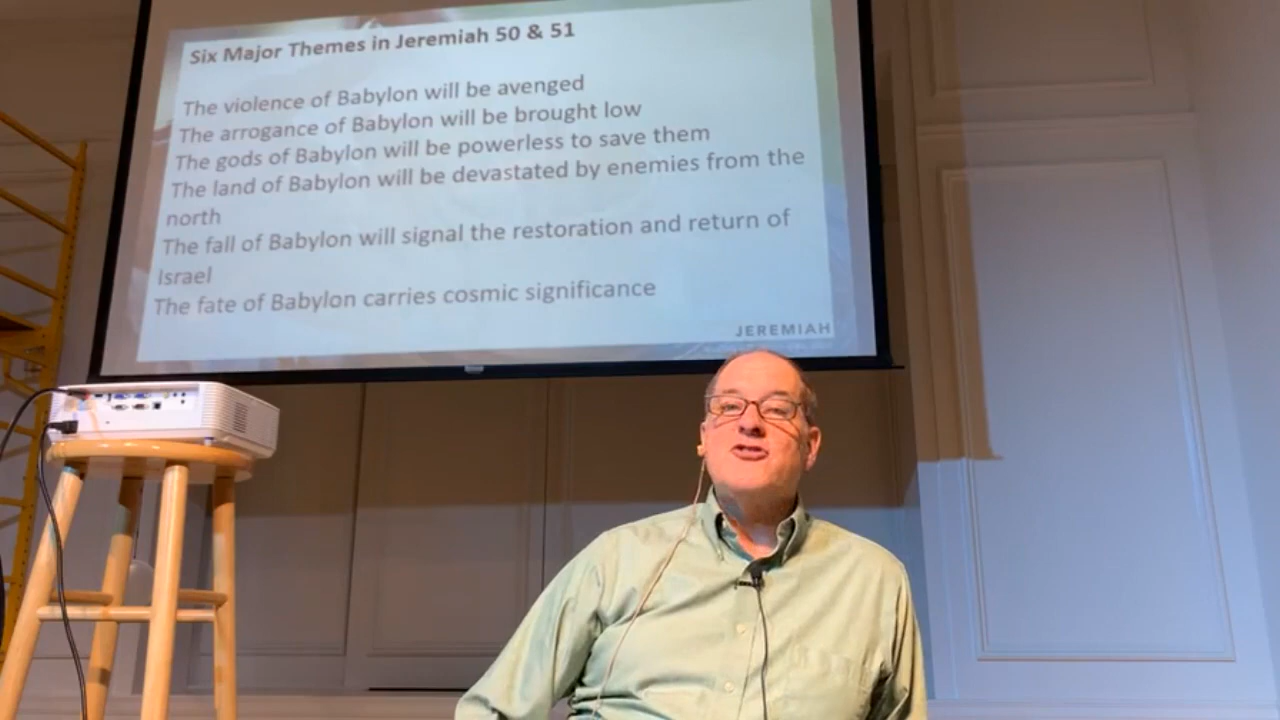 Six Major Themes in Jeremiah 50 & 51
The violence of Babylon will be avenged
The arrogance of Babylon will be brought low
The gods of Babylon will be powerless to save them
The land of Babylon will be devastated by enemies from the
north
The fall of Babylon will signal the restoration and return of
Israel
The fate of Babylon carries cosmic significance
JEREMIAH